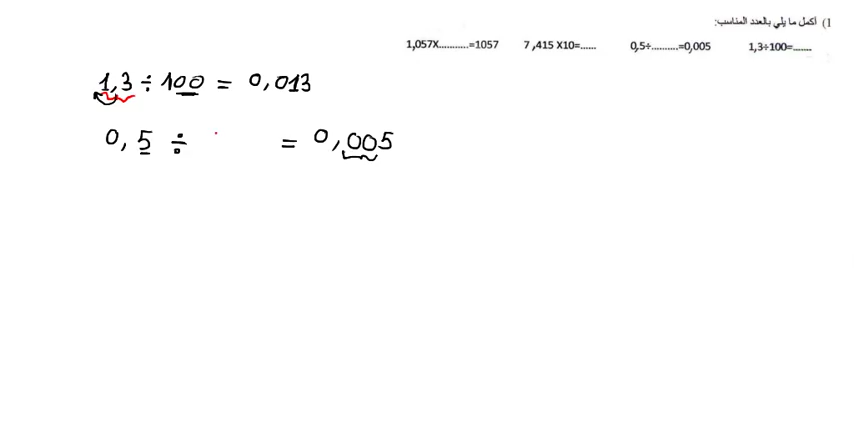 1) أكمل ما يلي بالعدد المناسب:
1,057X...........=1057 7 ,415 X10=...... 0,5÷..........=0,005 1,3÷100=.......
1,3 ÷ 100 = 0,013
0,5 ÷ = 0,005